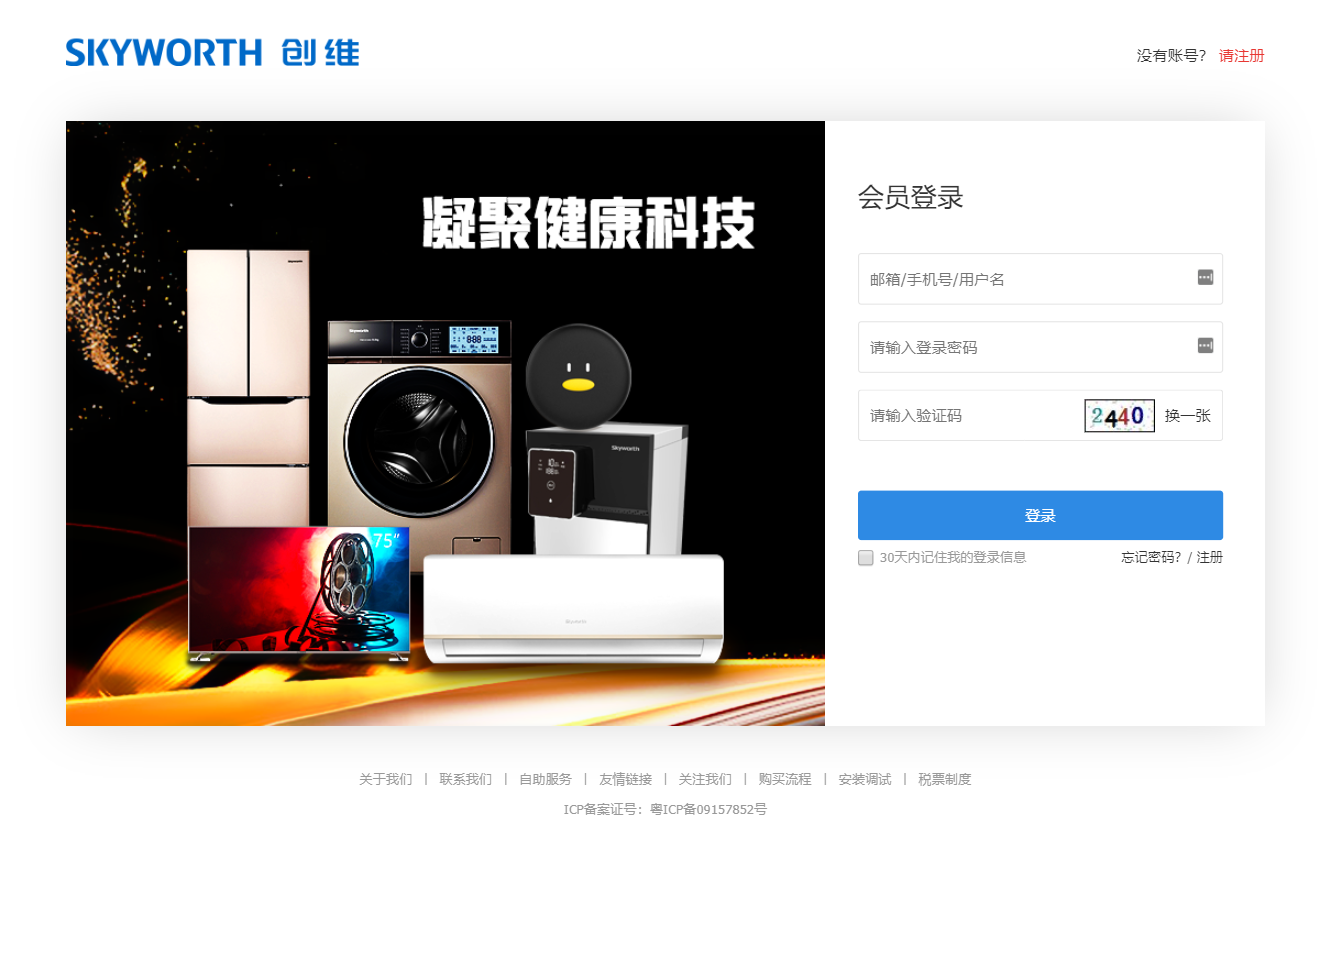 SKYWORTH 创维
没有账号? 请注册
凝聚健康科技
会员登录
邮箱/手机号/用户名
请输入登录密码
请输入验证码
2440
换一张
登录
30天内记住我的登录信息
忘记密码? / 注册
Skyworth
75“
关于我们 | 联系我们 | 自助服务 | 友情链接 | 关注我们 | 购买流程 | 安装调试 | 税票制度
ICP备案证号：粤ICP备09157852号